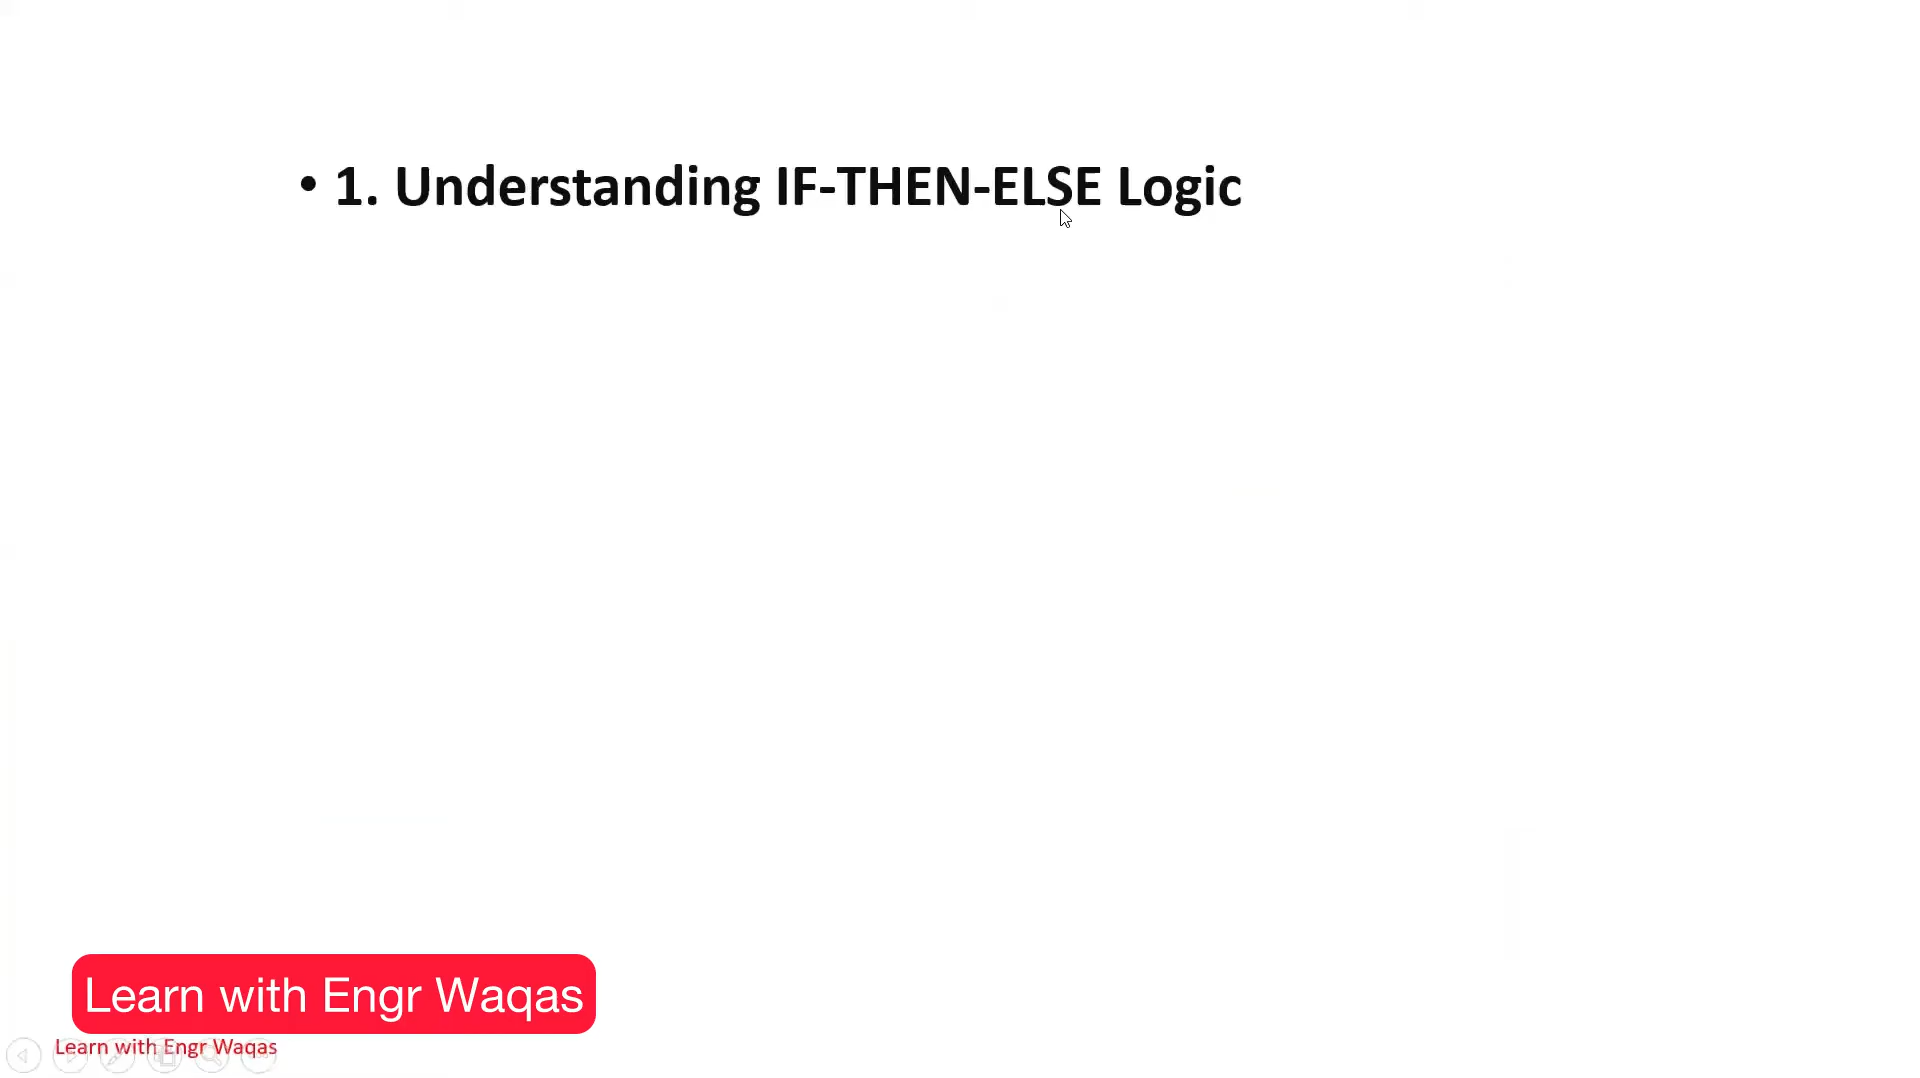 • 1. Understanding IF-THEN-ELSE Logic
Learn with Engr Waqas
Learn with Engr Waqas